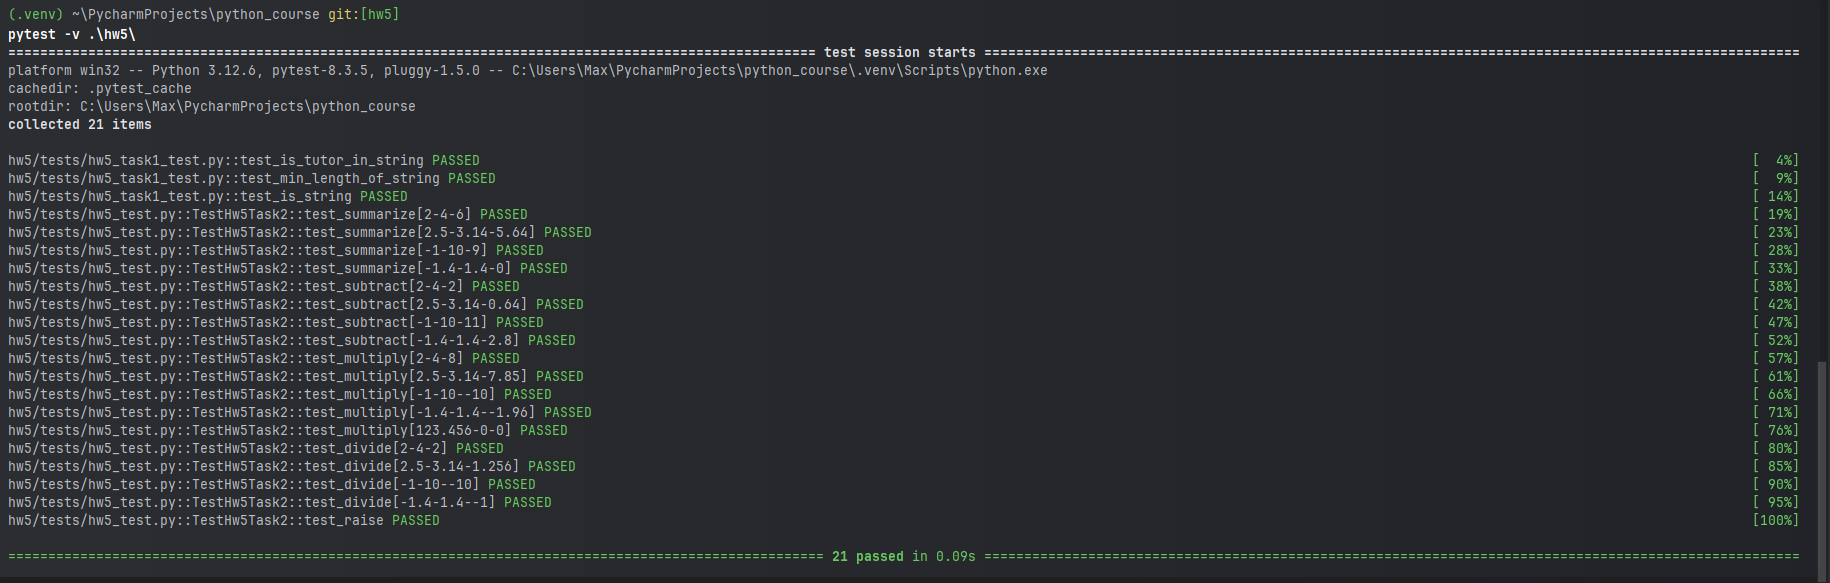 (.venv) ~\PycharmProjects\python_course git:[hw5]
pytest -v .\hw5\
===================================================================================================== test session starts ======================================================================================================
platform win32 -- Python 3.12.6, pytest-8.3.5, pluggy-1.5.0 -- C:\Users\Max\PycharmProjects\python_course\.venv\Scripts\python.exe
cachedir: .pytest_cache
rootdir: C:\Users\Max\PycharmProjects\python_course
collected 21 items
hw5/tests/hw5_task1_test.py::test_is_tutor_in_string PASSED [  4%]
hw5/tests/hw5_task1_test.py::test_min_length_of_string PASSED [  9%]
hw5/tests/hw5_task1_test.py::test_is_string PASSED [ 14%]
hw5/tests/hw5_test.py::TestHw5Task2::test_summarize[2-4-6] PASSED [ 19%]
hw5/tests/hw5_test.py::TestHw5Task2::test_summarize[2.5-3.14-5.64] PASSED [ 23%]
hw5/tests/hw5_test.py::TestHw5Task2::test_summarize[-1-10-9] PASSED [ 28%]
hw5/tests/hw5_test.py::TestHw5Task2::test_summarize[-1.4-1.4-0] PASSED [ 33%]
hw5/tests/hw5_test.py::TestHw5Task2::test_subtract[2-4-2] PASSED [ 38%]
hw5/tests/hw5_test.py::TestHw5Task2::test_subtract[2.5-3.14-0.64] PASSED [ 42%]
hw5/tests/hw5_test.py::TestHw5Task2::test_subtract[-1-10-11] PASSED [ 47%]
hw5/tests/hw5_test.py::TestHw5Task2::test_subtract[-1.4-1.4-2.8] PASSED [ 52%]
hw5/tests/hw5_test.py::TestHw5Task2::test_multiply[2-4-8] PASSED [ 57%]
hw5/tests/hw5_test.py::TestHw5Task2::test_multiply[2.5-3.14-7.85] PASSED [ 61%]
hw5/tests/hw5_test.py::TestHw5Task2::test_multiply[-1-10--10] PASSED [ 66%]
hw5/tests/hw5_test.py::TestHw5Task2::test_multiply[-1.4-1.4--1.96] PASSED [ 71%]
hw5/tests/hw5_test.py::TestHw5Task2::test_multiply[123.456-0-0] PASSED [ 76%]
hw5/tests/hw5_test.py::TestHw5Task2::test_divide[2-4-2] PASSED [ 80%]
hw5/tests/hw5_test.py::TestHw5Task2::test_divide[2.5-3.14-1.256] PASSED [ 85%]
hw5/tests/hw5_test.py::TestHw5Task2::test_divide[-1-10--10] PASSED [ 90%]
hw5/tests/hw5_test.py::TestHw5Task2::test_divide[-1.4-1.4--1] PASSED [ 95%]
hw5/tests/hw5_test.py::TestHw5Task2::test_raise PASSED [100%]
====================================================================================================== 21 passed in 0.09s ======================================================================================================